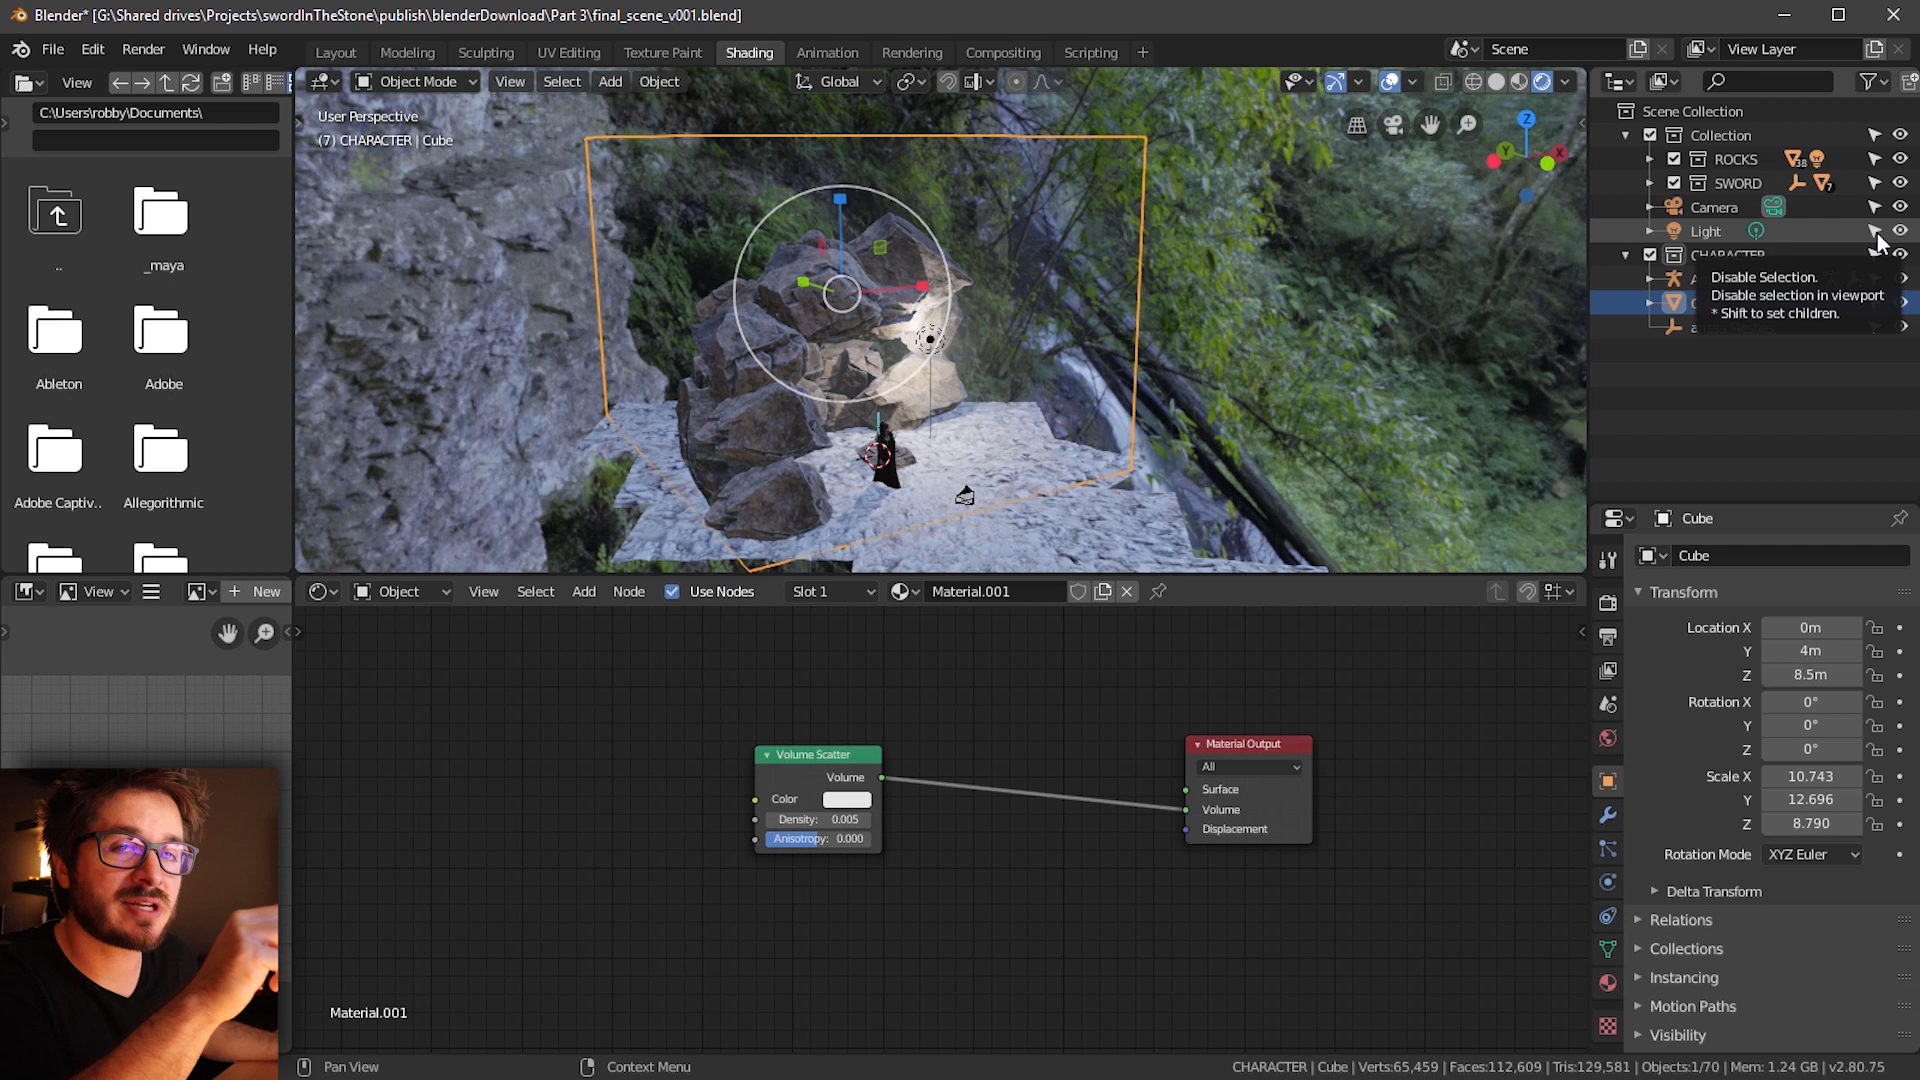 Blender* [G:\Shared drives\Projects\swordInTheStone\publish\blenderDownload\Part 3\final_scene_v001.blend]
File Edit Render Window Help
Layout Modeling Sculpting UV Editing Texture Paint Shading Animation Rendering Compositing Scripting +
Scene
View Layer
View
Object Mode View Select Add Object
Global
C:\Users\robby\Documents\
User Perspective
(7) CHARACTER | Cube
Z
Y
X
..
_maya
Ableton
Adobe
Adobe Captiv..
Allegorithmic
Scene Collection
Collection
ROCKS
38
SWORD
7
Camera
Light
CHARACTER
Disable Selection.
Disable selection in viewport
* Shift to set children.
Cube
Cube
Transform
Location X 0m
Y 4m
Z 8.5m
Rotation X 0°
Y 0°
Z 0°
Scale X 10.743
Y 12.696
Z 8.790
Rotation Mode XYZ Euler
Delta Transform
Relations
Collections
Instancing
Motion Paths
Visibility
View
+ New
Object View Select Add Node Use Nodes Slot 1 Material.001
Volume Scatter
Volume
Color
Density: 0.005
Anisotropy: 0.000
Material Output
All
Surface
Volume
Displacement
Material.001
Pan View
Context Menu
CHARACTER | Cube | Verts:65,459 | Faces:112,609 | Tris:129,581 | Objects:1/70 | Mem: 1.24 GB | v2.80.75